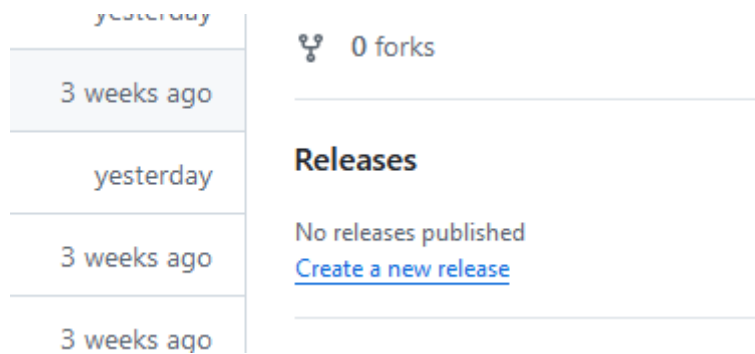 yesterday
3 weeks ago
yesterday
3 weeks ago
3 weeks ago
0 forks
Releases
No releases published
Create a new release